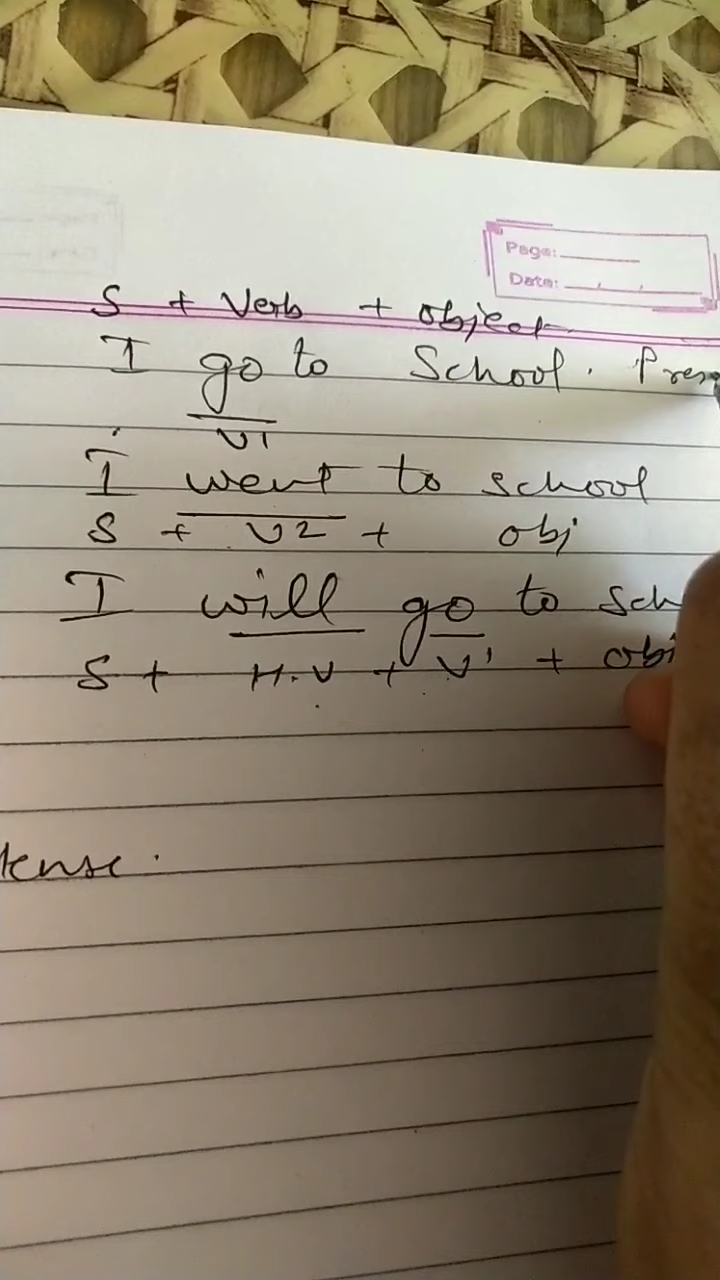 Page:
Date:
S + Verb + object
I go to School. Pres
V1
I went to school
S + V2 + obj
I will go to sch
S + H.V + V1 + obj
tense.